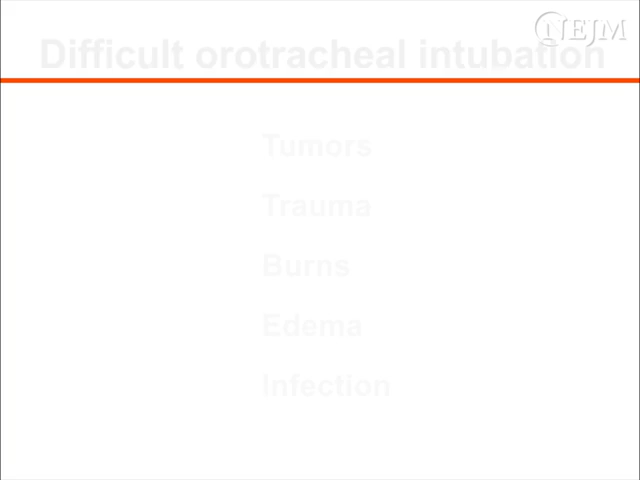 NEJM
Difficult orotracheal intubation
Tumors
Trauma
Burns
Edema
Infection